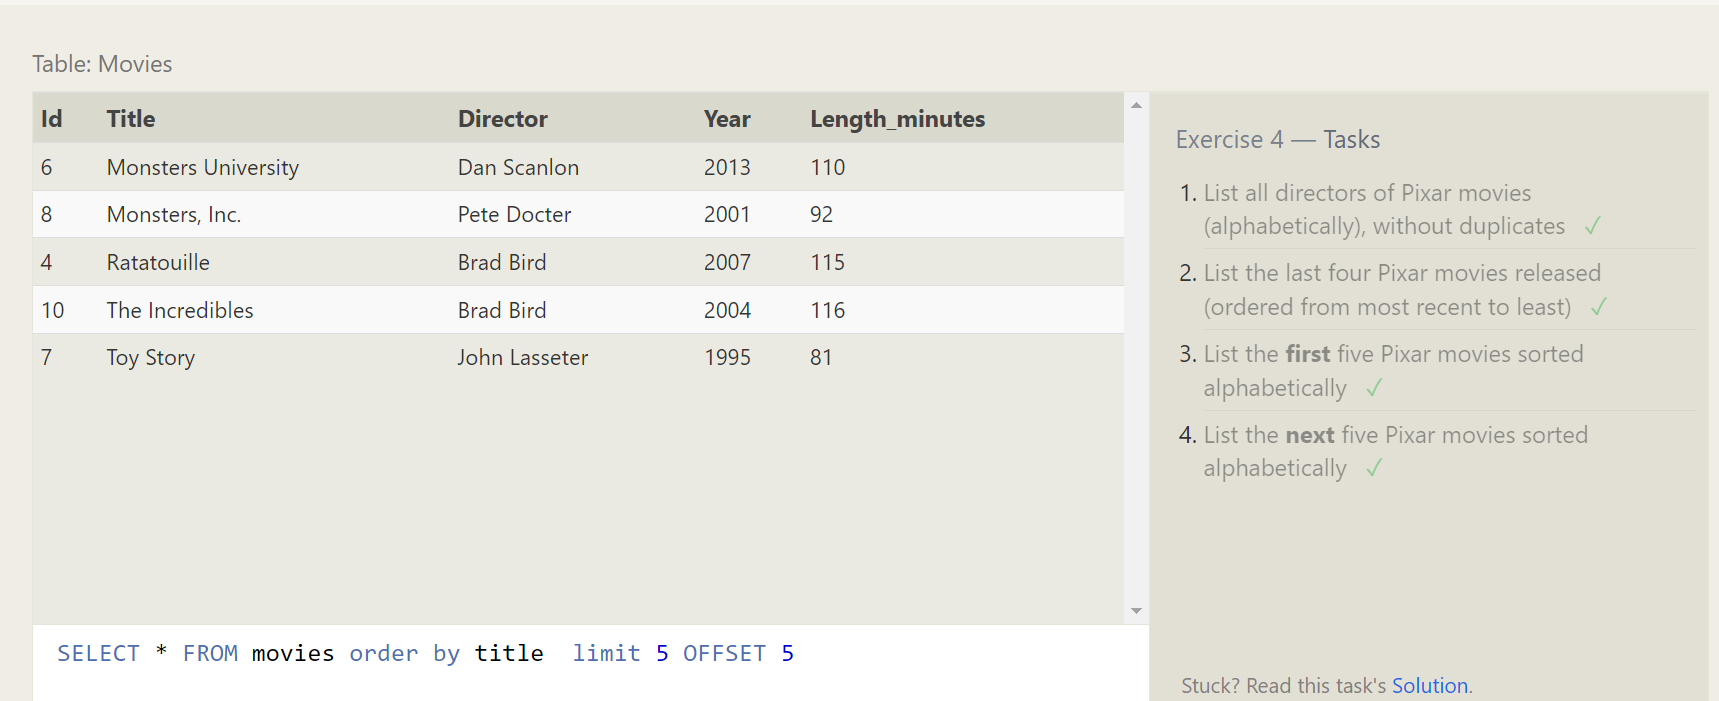 Table: Movies
Id Title Director Year Length_minutes
6 Monsters University Dan Scanlon 2013 110
8 Monsters, Inc. Pete Docter 2001 92
4 Ratatouille Brad Bird 2007 115
10 The Incredibles Brad Bird 2004 116
7 Toy Story John Lasseter 1995 81
SELECT * FROM movies order by title  limit 5 OFFSET 5
Exercise 4 — Tasks
1. List all directors of Pixar movies
(alphabetically), without duplicates ✓
2. List the last four Pixar movies released
(ordered from most recent to least) ✓
3. List the first five Pixar movies sorted
alphabetically ✓
4. List the next five Pixar movies sorted
alphabetically ✓
Stuck? Read this task's Solution.